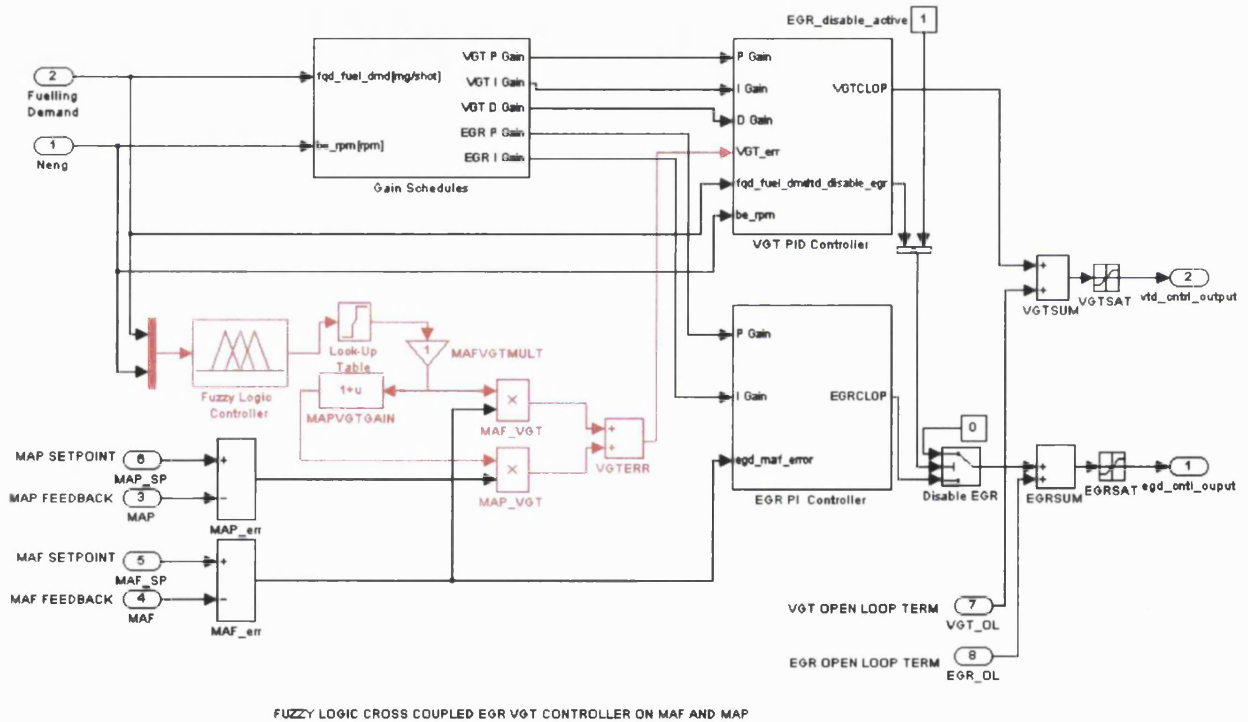 EGR_disable_active
1
2
Fuelling
Demand
1
Neng
fqd_fuel_dmd[mg/shot]
be_rpm[rpm]
VGT P Gain
VGT I Gain
VGT D Gain
EGR P Gain
EGR I Gain
Gain Schedules
P Gain
I Gain
D Gain
VGT_err
fqd_fuel_dmd
ftd_disable_egr
be_rpm
VGTCLOP
VGT PID Controller
VGTSUM
VGTSAT
2
vtd_cntrl_output
Fuzzy Logic
Controller
Look-Up
Table
1
MAFVGTMULT
1+u
MAPVGTGAIN
×
MAF_VGT
×
MAP_VGT
+
+
VGTERR
P Gain
I Gain
egd_maf_error
EGRCLOP
EGR PI Controller
0
Disable EGR
+
+
+
+
EGRSUM
EGRSAT
1
egd_cntl_ouput
MAP SETPOINT
6
MAP_SP
MAP FEEDBACK
3
MAP
+
−
MAP_err
MAF SETPOINT
5
MAF_SP
MAF FEEDBACK
4
MAF
+
−
MAF_err
VGT OPEN LOOP TERM
7
VGT_OL
EGR OPEN LOOP TERM
8
EGR_OL
FUZZY LOGIC CROSS COUPLED EGR VGT CONTROLLER ON MAF AND MAP